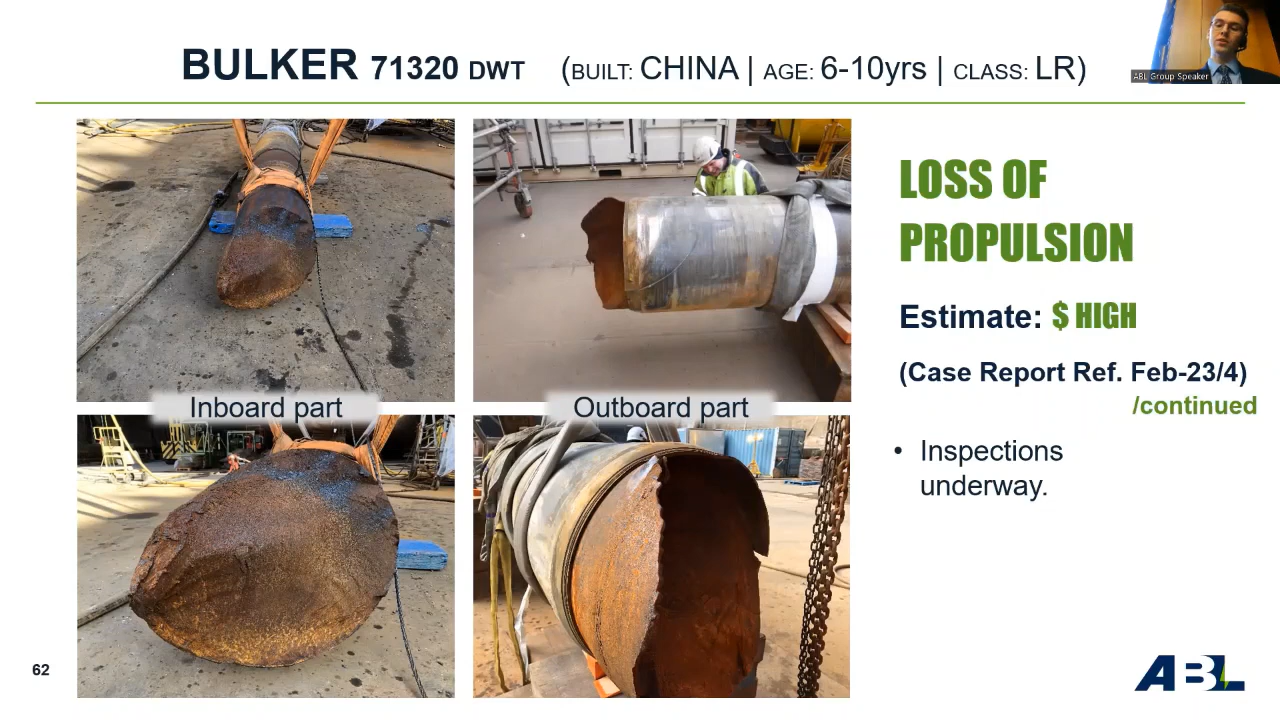 BULKER 71320 DWT (BUILT: CHINA | AGE: 6-10yrs | CLASS: LR)
ABL Group Speaker
LOSS OF
PROPULSION
Estimate: $ HIGH
(Case Report Ref. Feb-23/4)
/continued
Inboard part
Outboard part
• Inspections
underway.
62
ABL